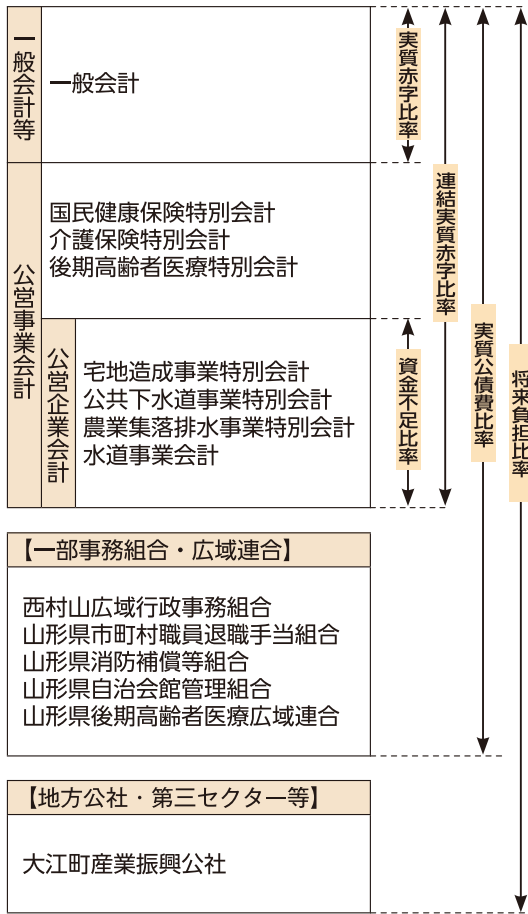 一般会計等
一般会計
実質赤字比率
連結実質赤字比率
実質公債費比率
将来負担比率
公営事業会計
国民健康保険特別会計
介護保険特別会計
後期高齢者医療特別会計
公営企業会計
宅地造成事業特別会計
公共下水道事業特別会計
農業集落排水事業特別会計
水道事業会計
資金不足比率
【一部事務組合・広域連合】
西村山広域行政事務組合
山形県市町村職員退職手当組合
山形県消防補償等組合
山形県自治会館管理組合
山形県後期高齢者医療広域連合
【地方公社・第三セクター等】
大江町産業振興公社